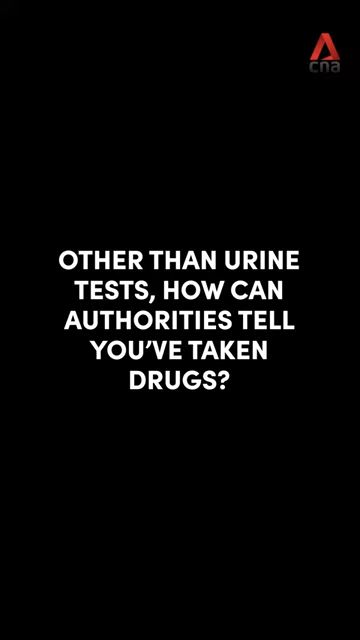 cna
OTHER THAN URINE
TESTS, HOW CAN
AUTHORITIES TELL
YOU'VE TAKEN
DRUGS?